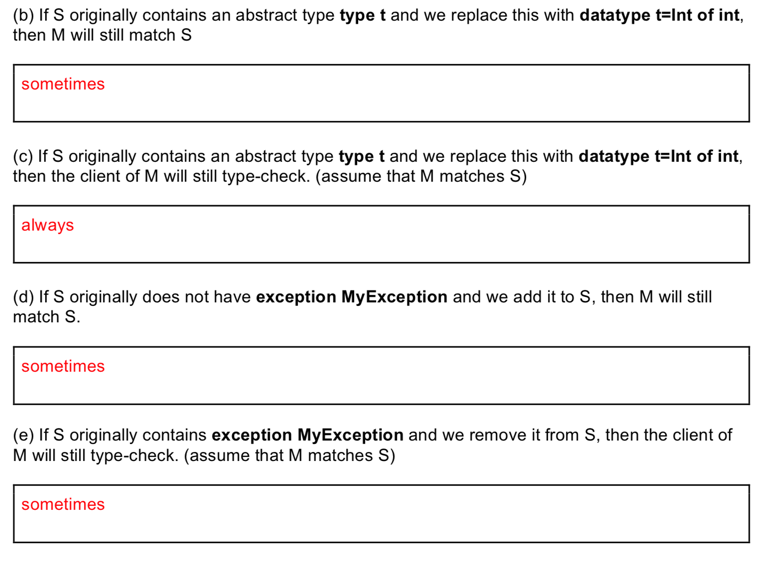 (b) If S originally contains an abstract type type t and we replace this with datatype t=Int of int,
then M will still match S
sometimes
(c) If S originally contains an abstract type type t and we replace this with datatype t=Int of int,
then the client of M will still type-check. (assume that M matches S)
always
(d) If S originally does not have exception MyException and we add it to S, then M will still
match S.
sometimes
(e) If S originally contains exception MyException and we remove it from S, then the client of
M will still type-check. (assume that M matches S)
sometimes